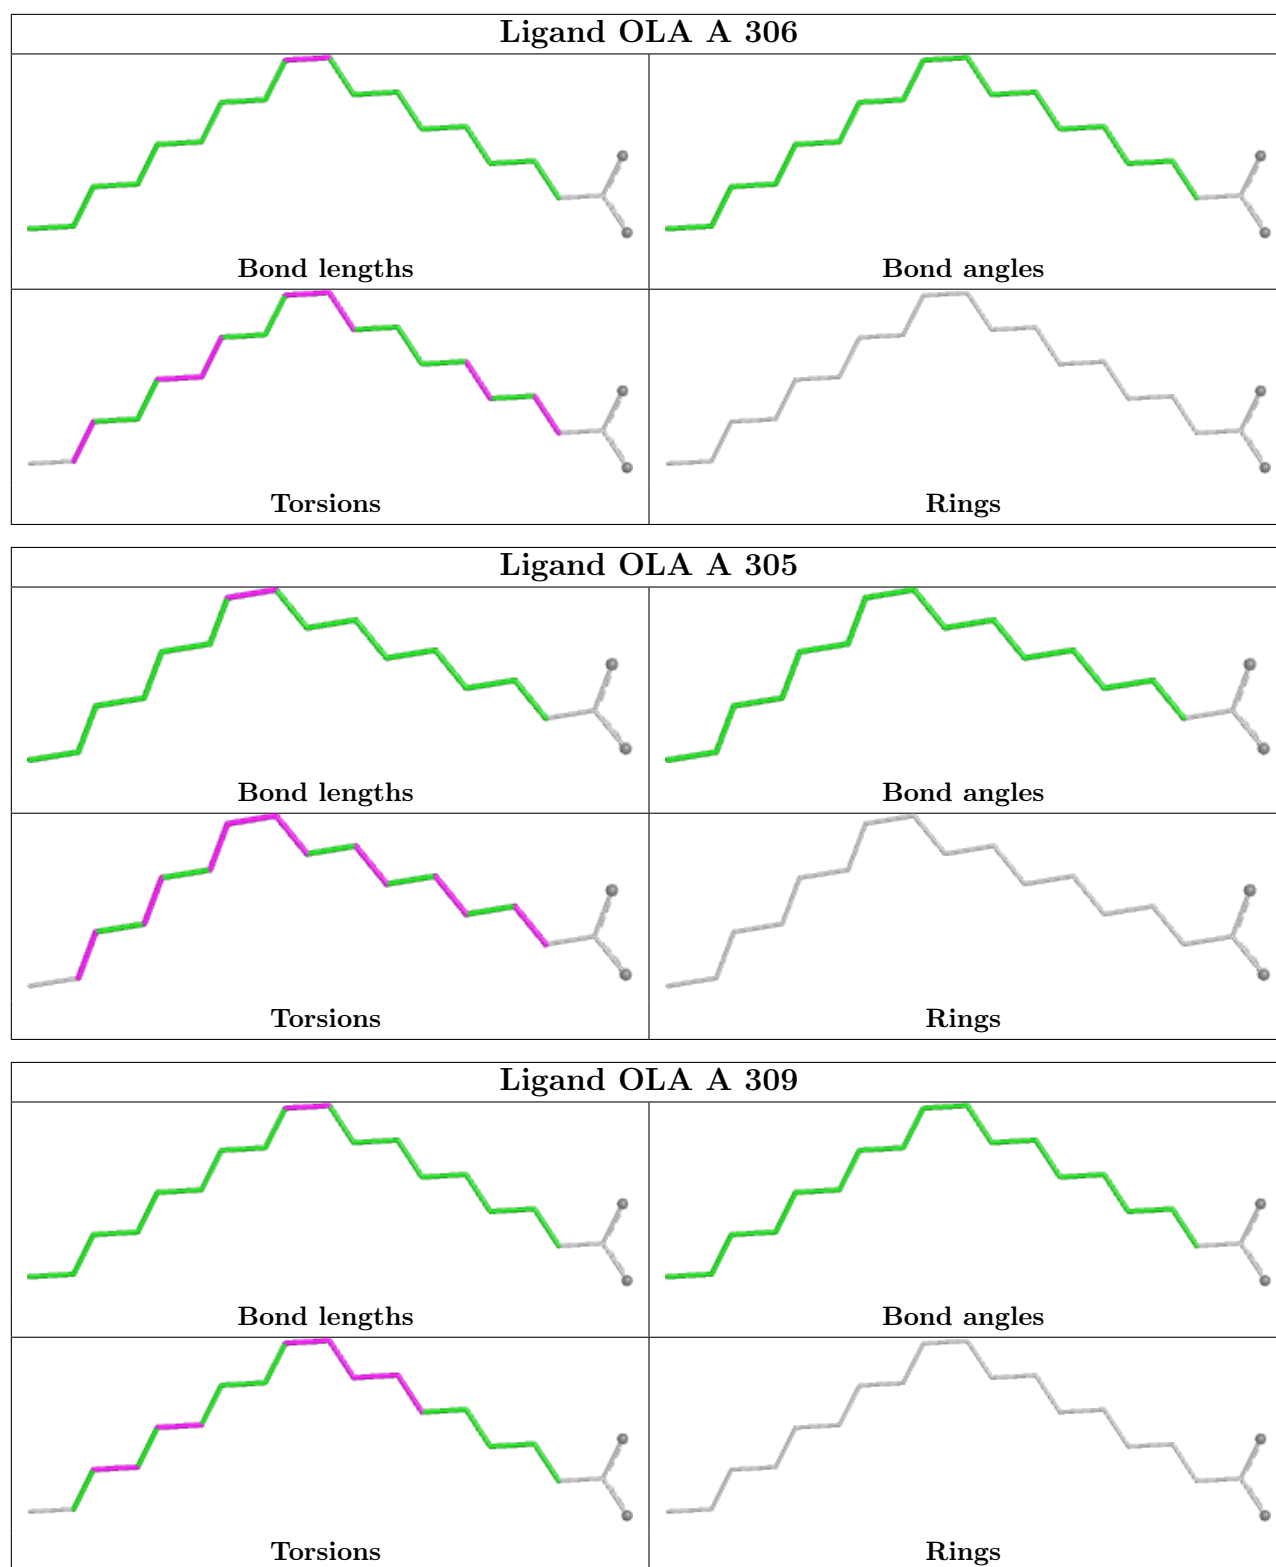 Ligand OLA A 306
Bond lengths
Bond angles
Torsions
Rings
Ligand OLA A 305
Bond lengths
Bond angles
Torsions
Rings
Ligand OLA A 309
Bond lengths
Bond angles
Torsions
Rings